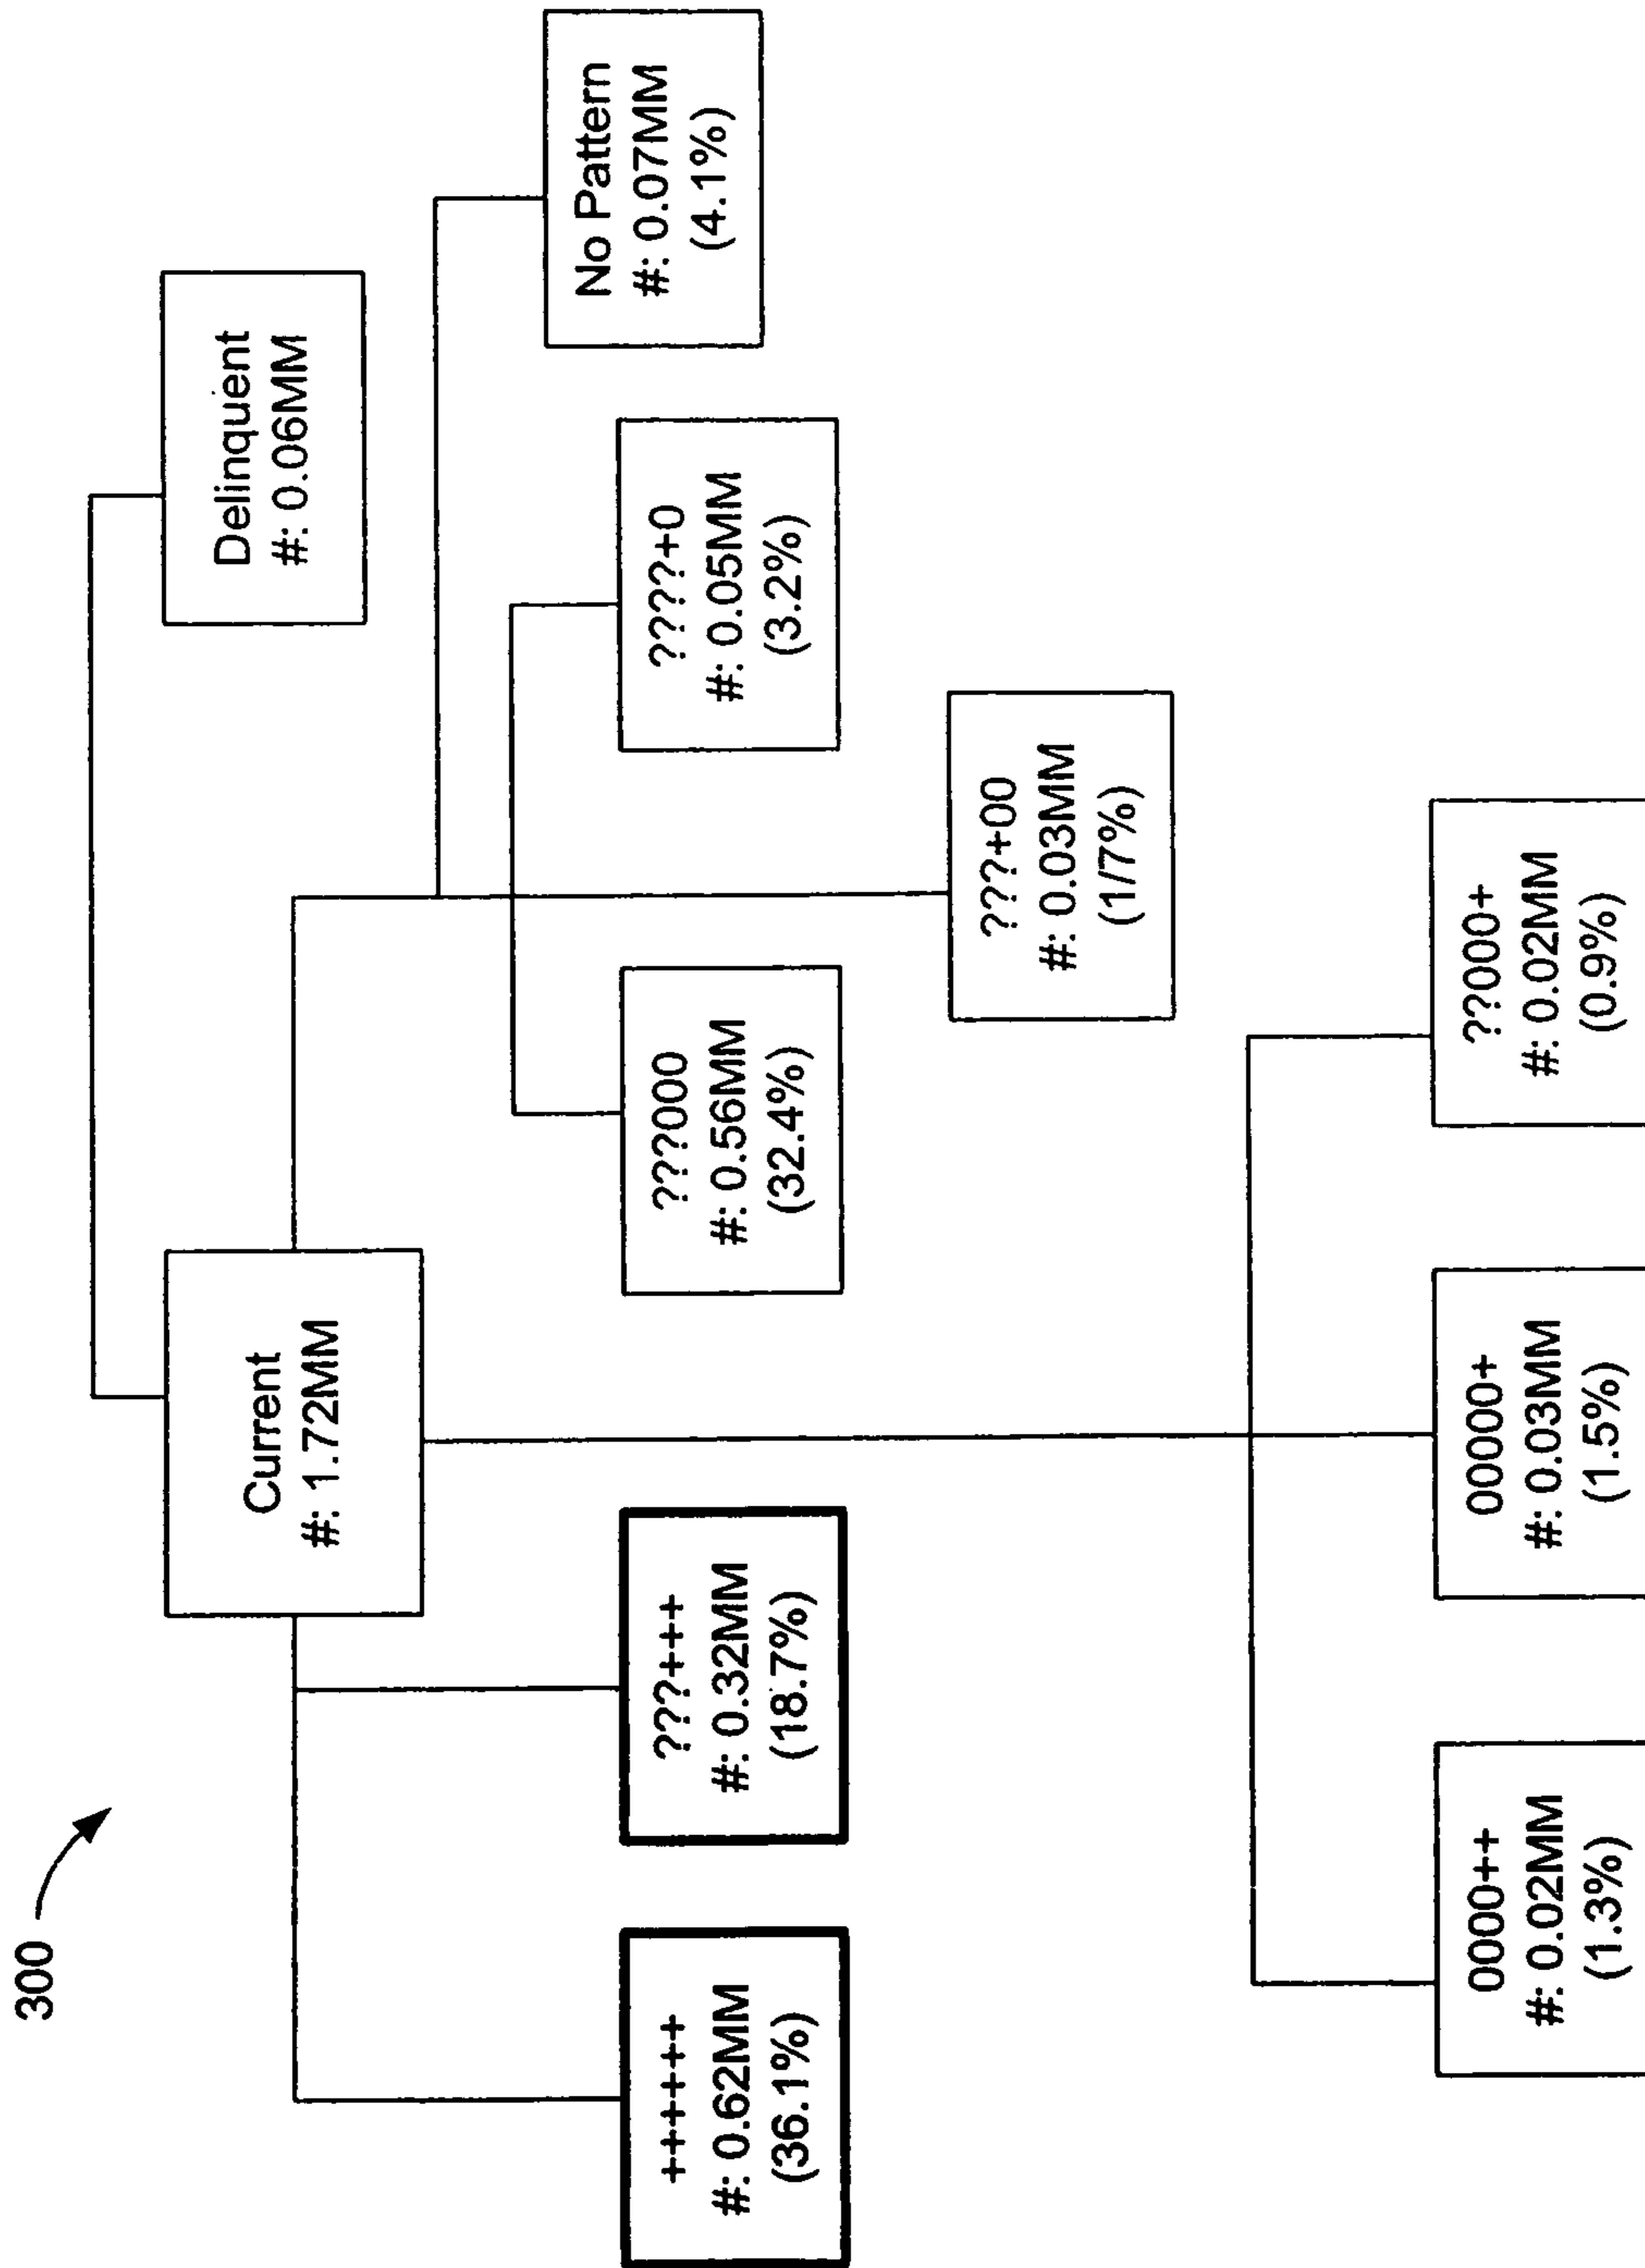 300
Current
#: 1.72MM
Delinquent
#: 0.06MM
++++++
#: 0.62MM
(36.1%)
???+++
#: 0.32MM
(18.7%)
???000
#: 0.56MM
(32.4%)
????+0
#: 0.05MM
(3.2%)
No Pattern
#: 0.07MM
(4.1%)
???+00
#: 0.03MM
(1/7%)
0000++
#: 0.02MM
(1.3%)
00000+
#: 0.03MM
(1.5%)
??000+
#: 0.02MM
(0.9%)